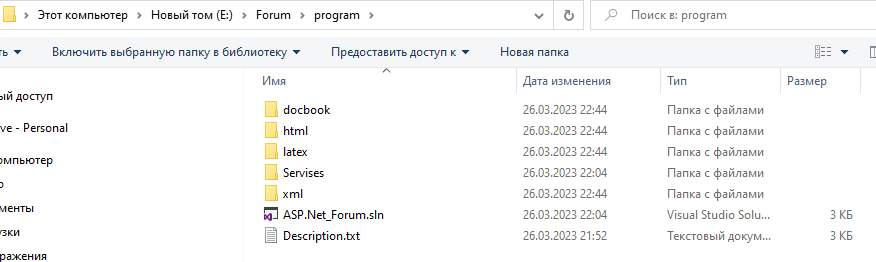 Этот компьютер > Новый том (E:) > Forum > program >
Поиск в: program
ть Включить выбранную папку в библиотеку Предоставить доступ к Новая папка
Имя Дата изменения Тип Размер
ый доступ
ve - Personal
омпьютер
о
менты
узки
ражения
docbook 26.03.2023 22:44 Папка с файлами
html 26.03.2023 22:44 Папка с файлами
latex 26.03.2023 22:44 Папка с файлами
Servises 26.03.2023 22:04 Папка с файлами
xml 26.03.2023 22:44 Папка с файлами
ASP.Net_Forum.sln 26.03.2023 22:04 Visual Studio Solu... 3 КБ
Description.txt 26.03.2023 21:52 Текстовый докум... 3 КБ